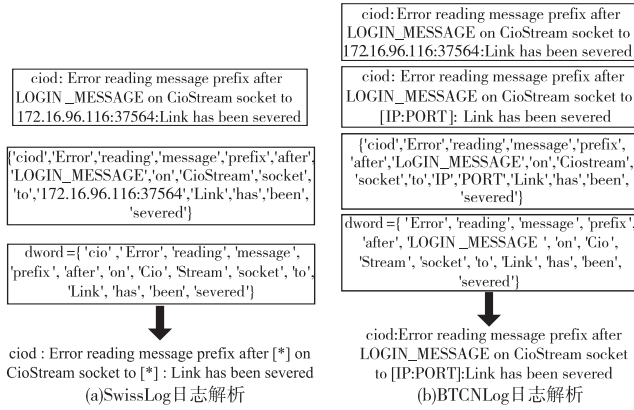 ciod: Error reading message prefix after
LOGIN_MESSAGE on CioStream socket to
172.16.96.116:37564:Link has been severed
{'ciod','Error','reading','message','prefix','after',
'LOGIN_MESSAGE','on','CioStream','socket',
'to','172.16.96.116:37564','Link','has','been',
'severed'}
dword ={ 'cio' ,'Error', 'reading', 'message',
'prefix', 'after', 'on', 'Cio', 'Stream', 'socket', 'to',
'Link', 'has', 'been', 'severed'}
ciod : Error reading message prefix after [*] on
CioStream socket to [*] : Link has been severed
(a)SwissLog日志解析
ciod: Error reading message prefix after
LOGIN_MESSAGE on CioStream socket to
172.16.96.116:37564:Link has been severed
ciod: Error reading message prefix after
LOGIN_MESSAGE on CioStream socket to
[IP:PORT]: Link has been severed
{'ciod','Error','reading','message','prefix',
'after','LoGIN_MESSAGE','on','Ciostream',
'socket','to','IP','PORT','Link','has','been',
'severed'}
dword ={ 'Error', 'reading', 'message', 'prefix',
'after', 'LOGIN _MESSAGE ', 'on', 'Cio',
'Stream', 'socket', 'to', 'Link', 'has', 'been',
'severed'}
ciod:Error reading message prefix after
LOGIN_MESSAGE on CioStream socket
to [IP:PORT]:Link has been severed
(b)BTCNLog日志解析